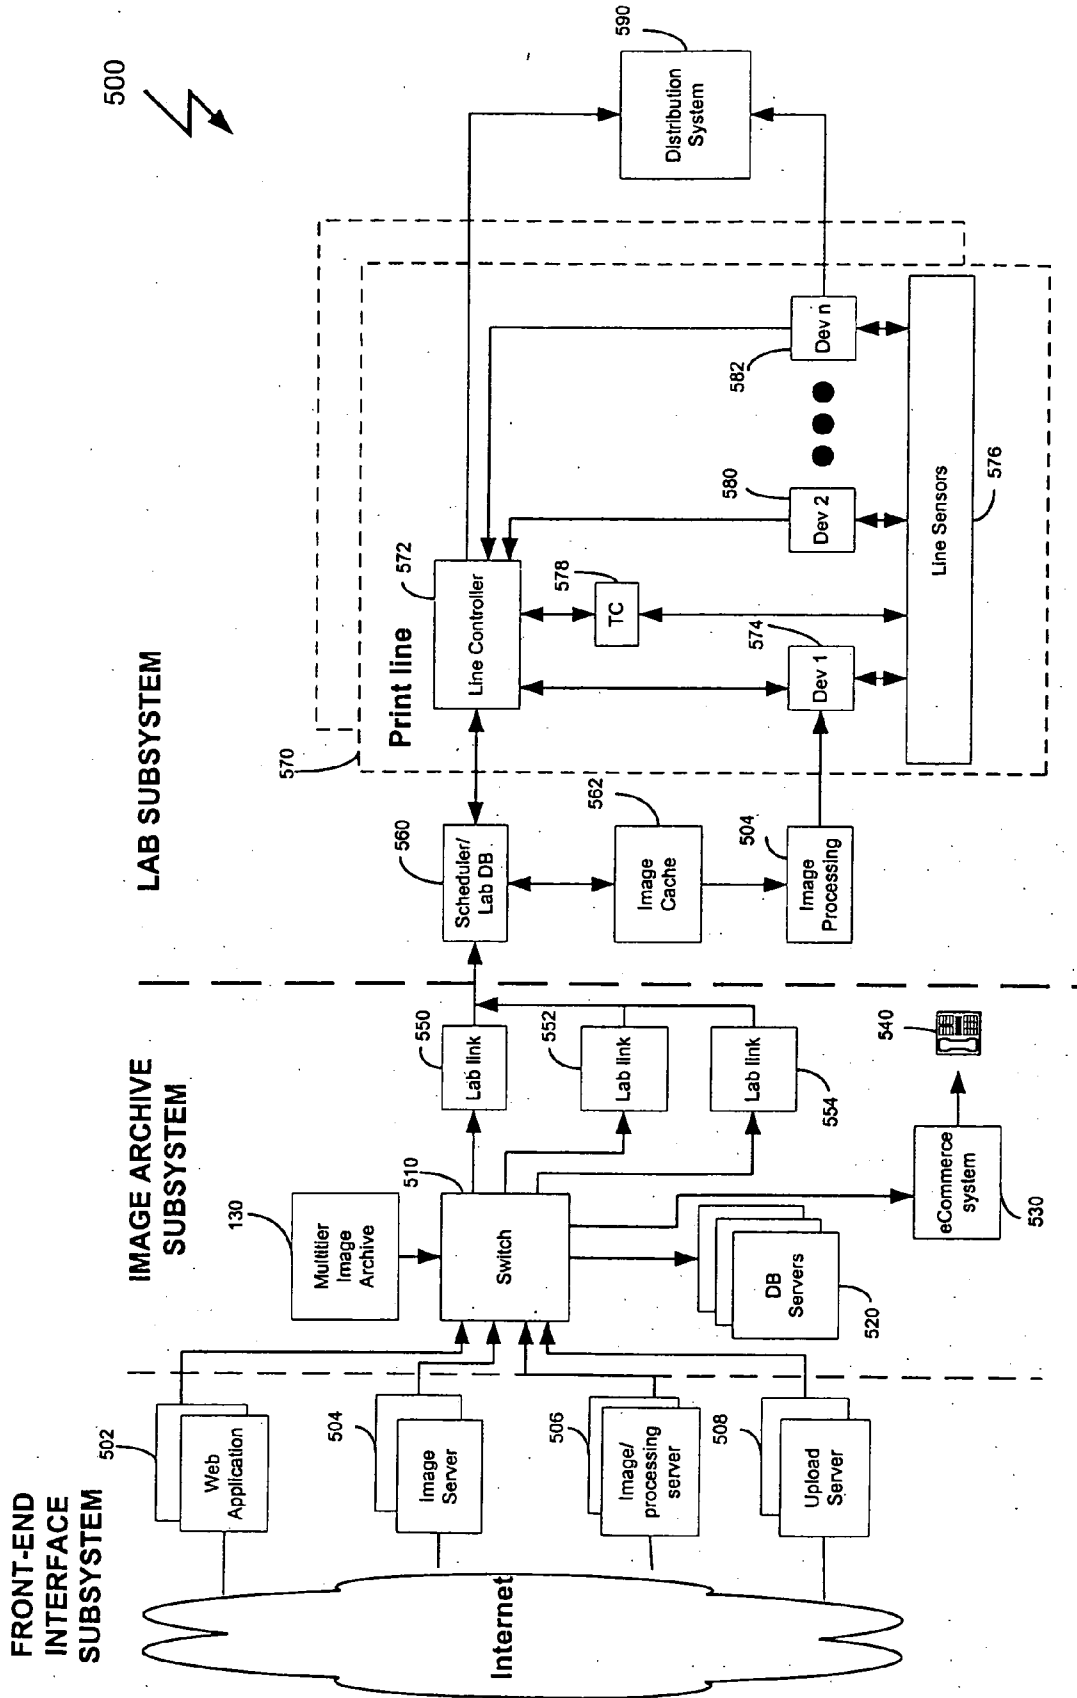 500
FRONT-END
INTERFACE
SUBSYSTEM
IMAGE ARCHIVE
SUBSYSTEM
LAB SUBSYSTEM
Internet
502
Web
Application
504
Image
Server
506
Image/
processing
server
508
Upload
Server
130
Multitier
Image
Archive
510
Switch
DB
Servers
520
550
Lab link
552
Lab link
Lab link
554
eCommerce
system
530
540
560
Scheduler/
Lab DB
562
Image
Cache
504
Image
Processing
570
Print line
572
Line Controller
578
TC
574
Dev 1
580
Dev 2
582
Dev n
Line Sensors
576
590
Distribution
System